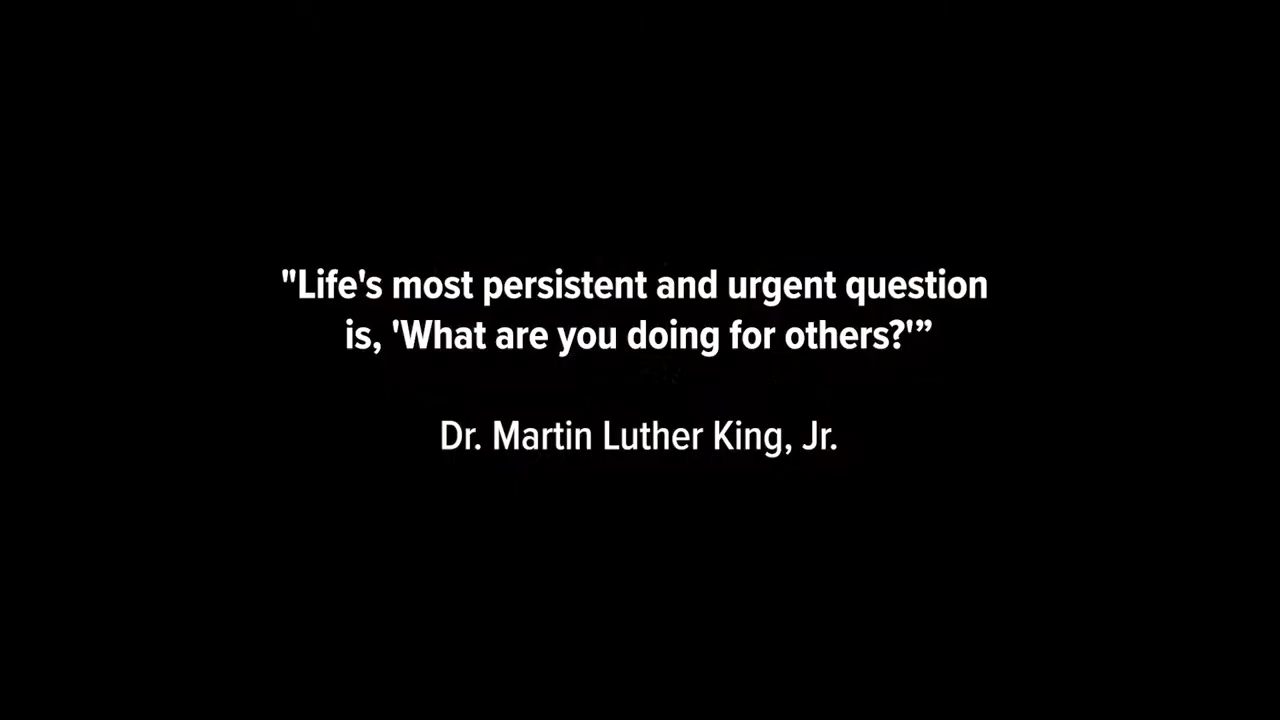 "Life's most persistent and urgent question
is, 'What are you doing for others?'”
Dr. Martin Luther King, Jr.